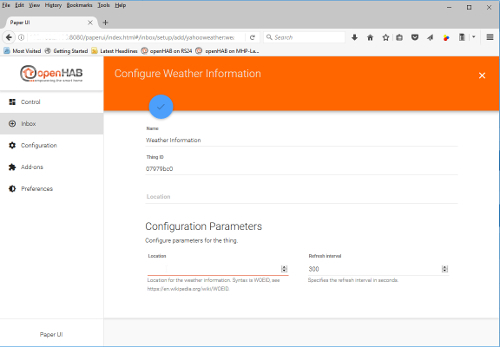 File Edit View History Bookmarks Tools Help
Paper UI
:8080/paperui/index.html#/inbox/setup/add/yahooweather:wea
Search
Most Visited Getting Started Latest Headlines openHAB on RS24 openHAB on MHP-La...
openHAB
empowering the smart home
Configure Weather Information
Control
Inbox
Configuration
Add-ons
Preferences
Name
Weather Information
Thing ID
07979bc0
Location
Configuration Parameters
Configure parameters for the thing.
Location Refresh interval
300
Location for the weather information. Syntax is WOEID, see Specifies the refresh interval in seconds.
https://en.wikipedia.org/wiki/WOEID.
Paper UI